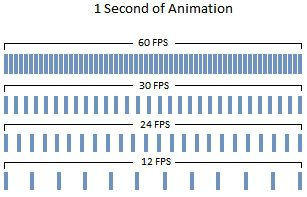 1 Second of Animation
60 FPS
30 FPS
24 FPS
12 FPS